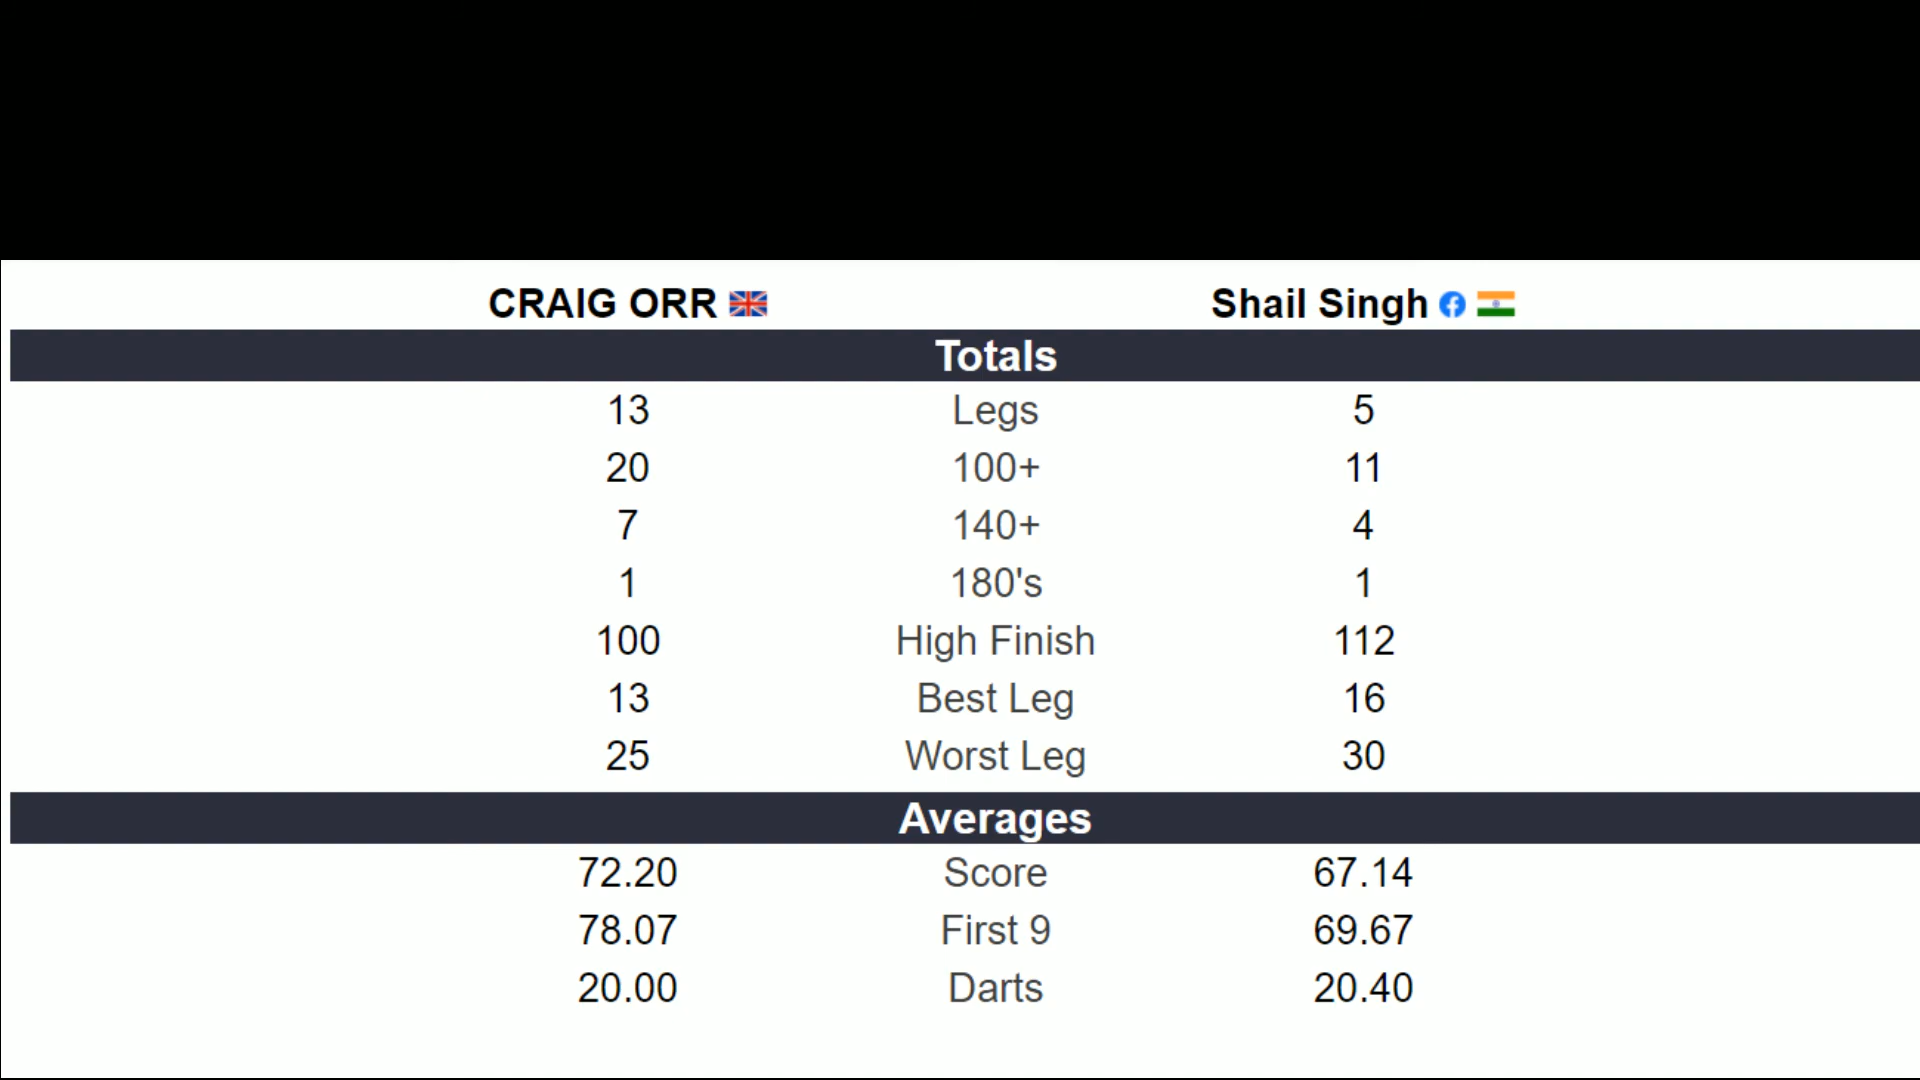 CRAIG ORR Shail Singh
Totals
13 Legs 5
20 100+ 11
7 140+ 4
1 180's 1
100 High Finish 112
13 Best Leg 16
25 Worst Leg 30
Averages
72.20 Score 67.14
78.07 First 9 69.67
20.00 Darts 20.40